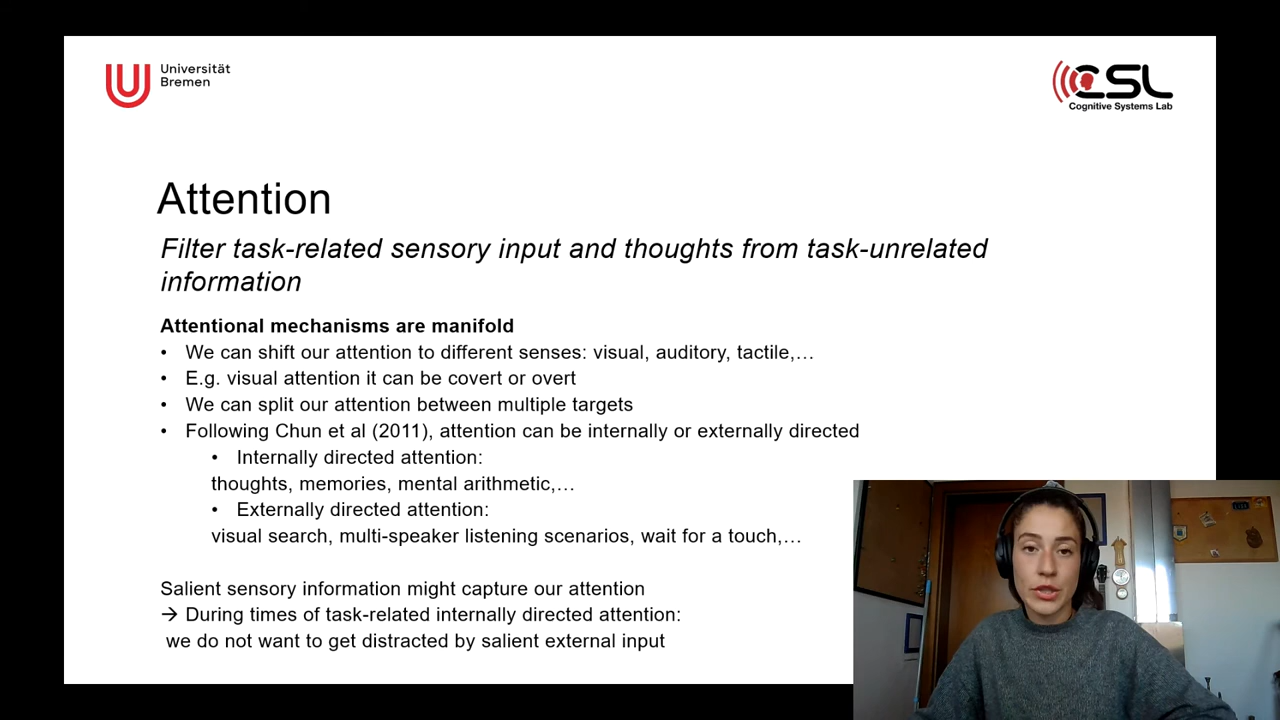 Universität
Bremen
CSL
Cognitive Systems Lab
Attention
Filter task-related sensory input and thoughts from task-unrelated
information
Attentional mechanisms are manifold
• We can shift our attention to different senses: visual, auditory, tactile,…
• E.g. visual attention it can be covert or overt
• We can split our attention between multiple targets
• Following Chun et al (2011), attention can be internally or externally directed
• Internally directed attention:
thoughts, memories, mental arithmetic,…
• Externally directed attention:
visual search, multi-speaker listening scenarios, wait for a touch,…
Salient sensory information might capture our attention
→ During times of task-related internally directed attention:
we do not want to get distracted by salient external input